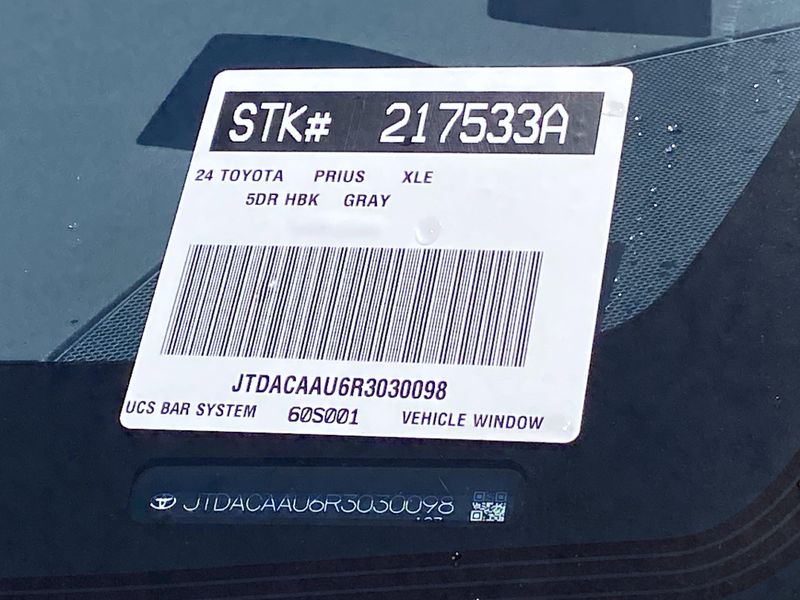 STK# 217533A
24 TOYOTA PRIUS XLE
5DR HBK GRAY
JTDACAAU6R3030098
UCS BAR SYSTEM 60S001 VEHICLE WINDOW
JTDACAAU6R3030098